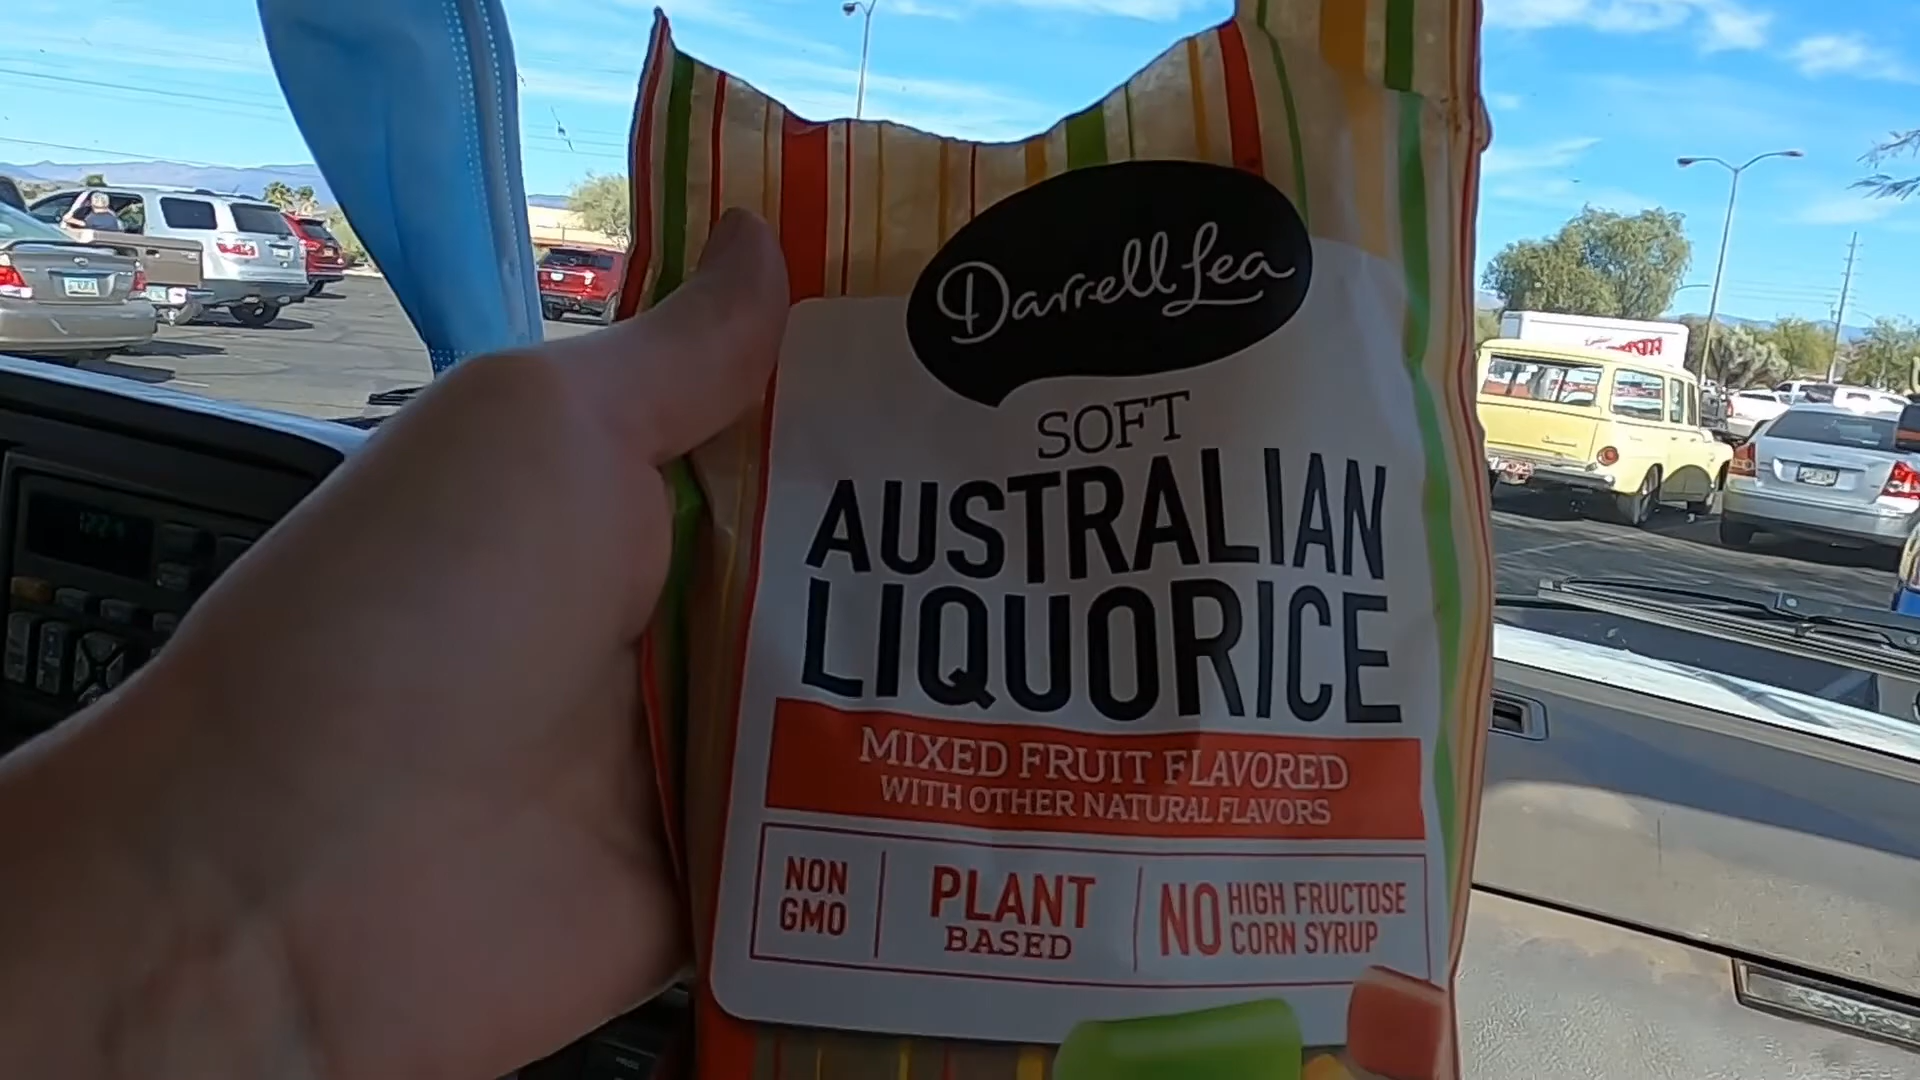 Darrell Lea
SOFT
AUSTRALIAN
LIQUORICE
MIXED FRUIT FLAVORED
WITH OTHER NATURAL FLAVORS
NON
GMO
PLANT
BASED
NO HIGH FRUCTOSE
CORN SYRUP